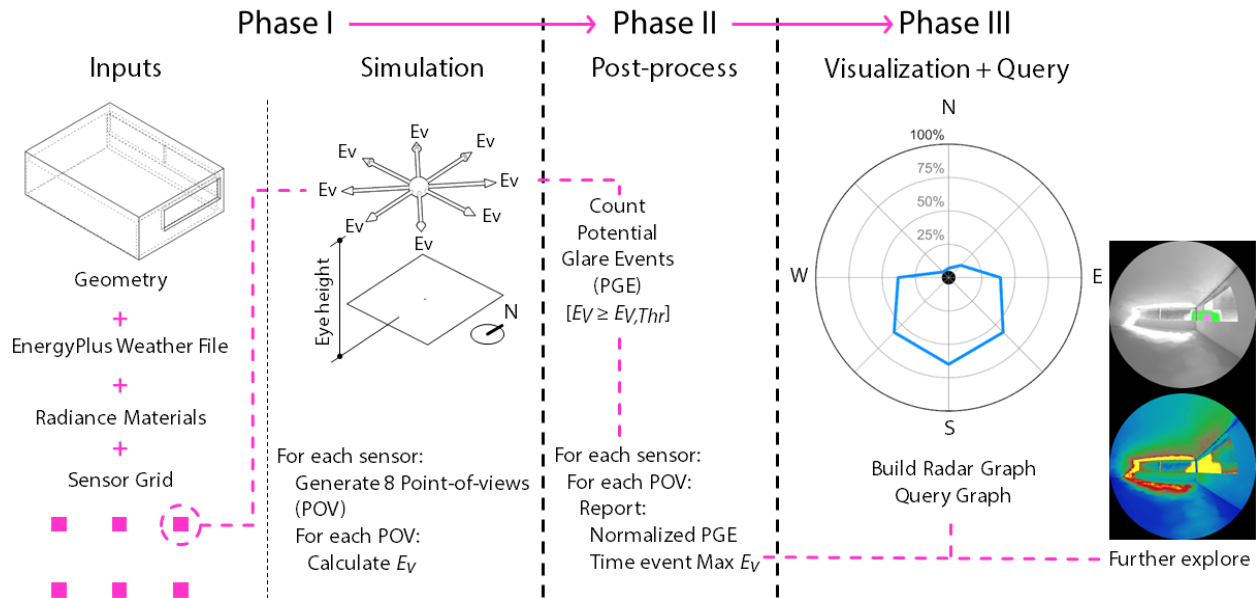 Phase I
Phase II
Phase III
Inputs
Simulation
Post-process
Visualization + Query
Geometry
+
EnergyPlus Weather File
+
Radiance Materials
+
Sensor Grid
Ev
Ev
Ev
Ev
Ev
Ev
Ev
Ev
Eye height
N
For each sensor:
Generate 8 Point-of-views
(POV)
For each POV:
Calculate EV
Count
Potential
Glare Events
(PGE)
[EV ≥ EV,Thr]
For each sensor:
For each POV:
Report:
Normalized PGE
Time event Max EV
N
100%
75%
50%
25%
W
E
S
Build Radar Graph
Query Graph
Further explore